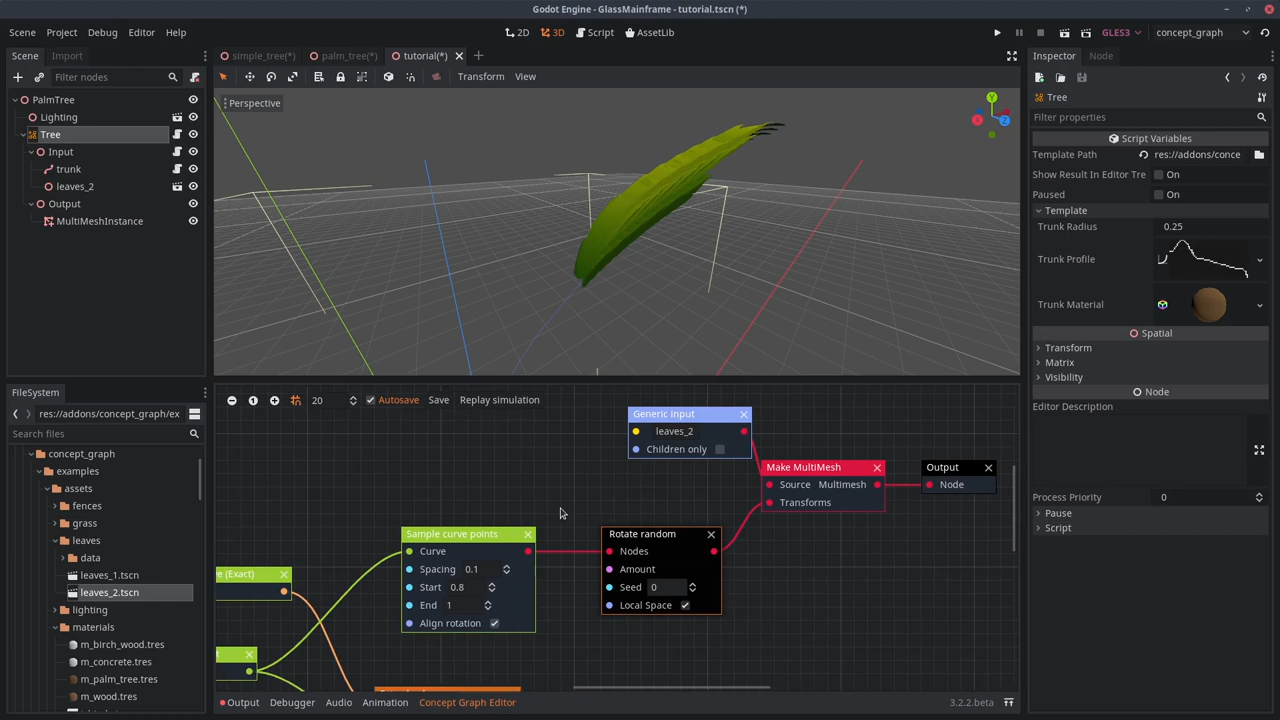 Godot Engine - GlassMainframe - tutorial.tscn (*)
Scene Project Debug Editor Help
2D 3D Script AssetLib
GLES3 concept_graph
Scene Import
simple_tree(*) palm_tree(*) tutorial(*)
Inspector Node
Filter nodes
Transform View
Perspective
Y
X
Z
PalmTree
Lighting
Tree
Input
trunk
leaves_2
Output
MultiMeshInstance
Tree
Filter properties
Script Variables
Template Path res://addons/conce
Show Result In Editor Tre On
Paused On
Template
Trunk Radius 0.25
Trunk Profile
Trunk Material
Spatial
Transform
Matrix
Visibility
Node
Editor Description
Process Priority 0
Pause
Script
FileSystem
res://addons/concept_graph/ex
Search files
concept_graph
examples
assets
fences
grass
leaves
data
leaves_1.tscn
leaves_2.tscn
lighting
materials
m_birch_wood.tres
m_concrete.tres
m_palm_tree.tres
m_wood.tres
20 Autosave Save Replay simulation
Generic input
leaves_2
Children only
Make MultiMesh
Source Multimesh
Transforms
Output
Node
Sample curve points
Curve
Spacing 0.1
Start 0.8
End 1
Align rotation
Rotate random
Nodes
Amount
Seed 0
Local Space
e (Exact)
t
Output Debugger Audio Animation Concept Graph Editor 3.2.2.beta